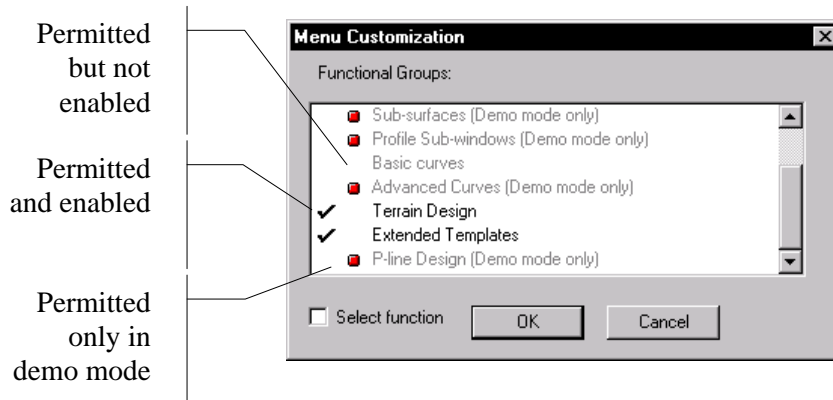 Permitted
but not
enabled
Permitted
and enabled
Permitted
only in
demo mode
Menu Customization
Functional Groups:
Sub-surfaces (Demo mode only)
Profile Sub-windows (Demo mode only)
Basic curves
Advanced Curves (Demo mode only)
Terrain Design
Extended Templates
P-line Design (Demo mode only)
Select function
OK
Cancel